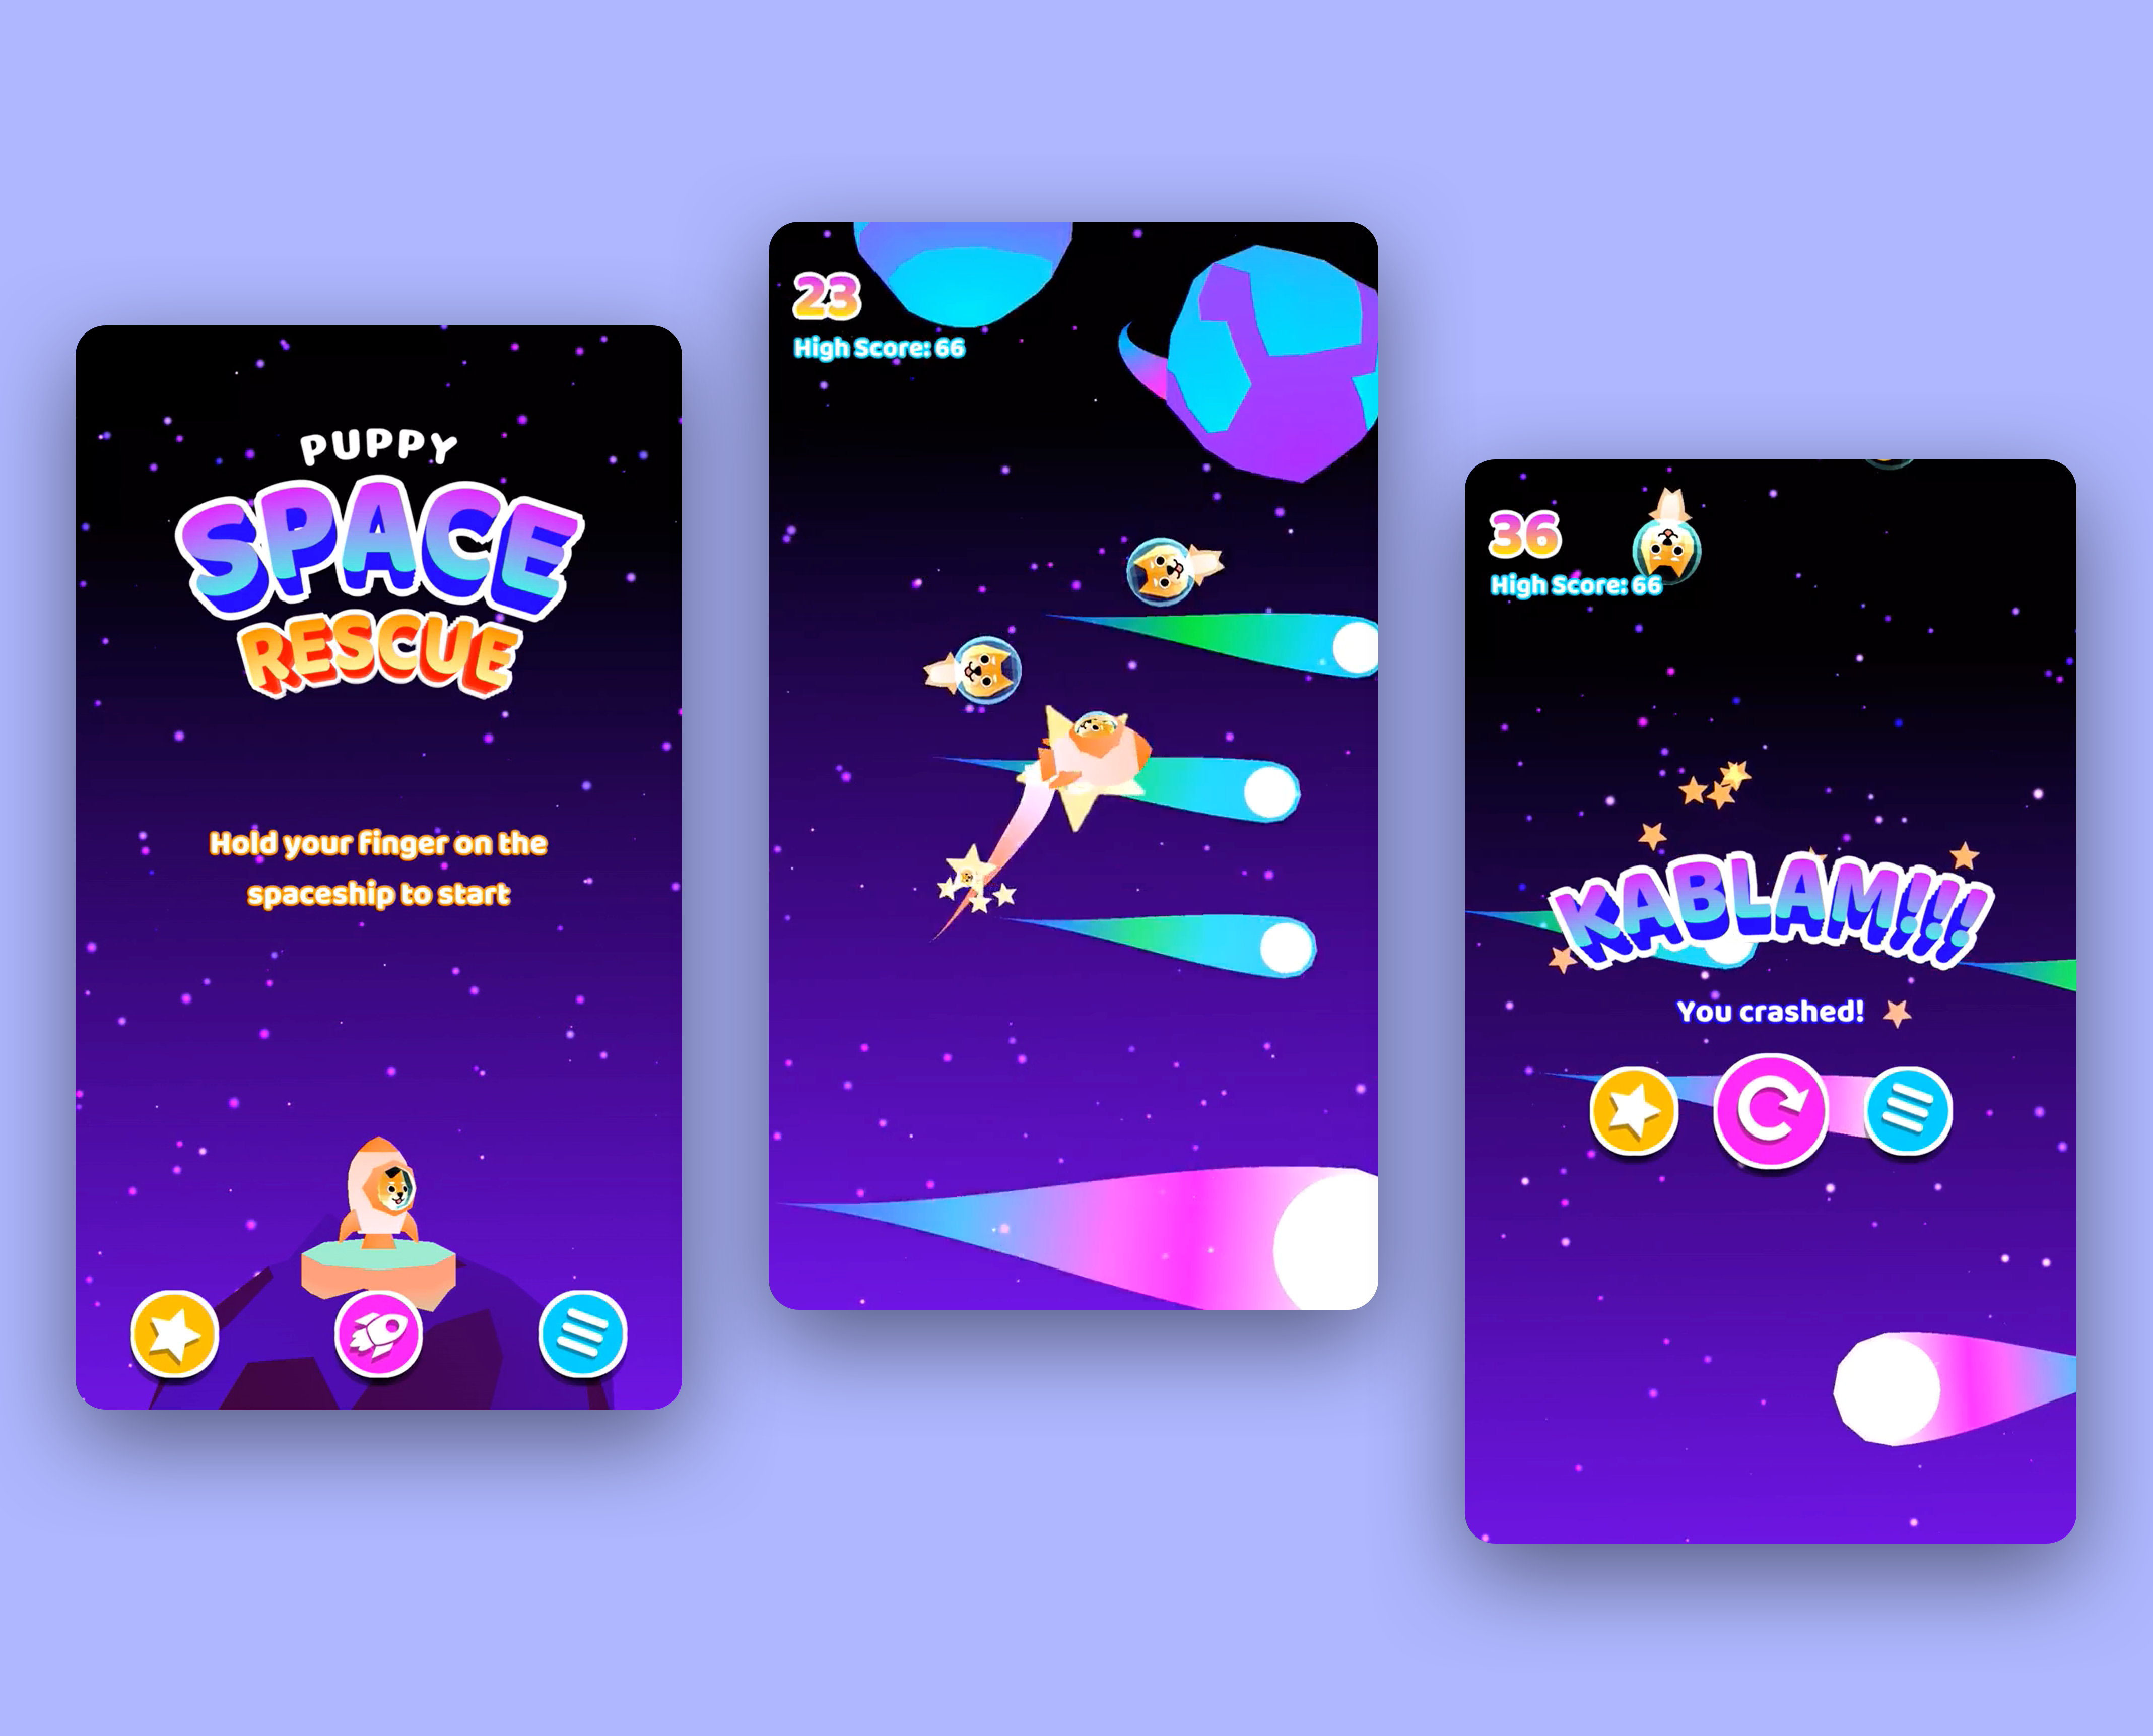 PUPPY
SPACE
RESCUE
Hold your finger on the
spaceship to start
23
High Score: 66
36
High Score: 66
KABLAM!!!
You crashed!